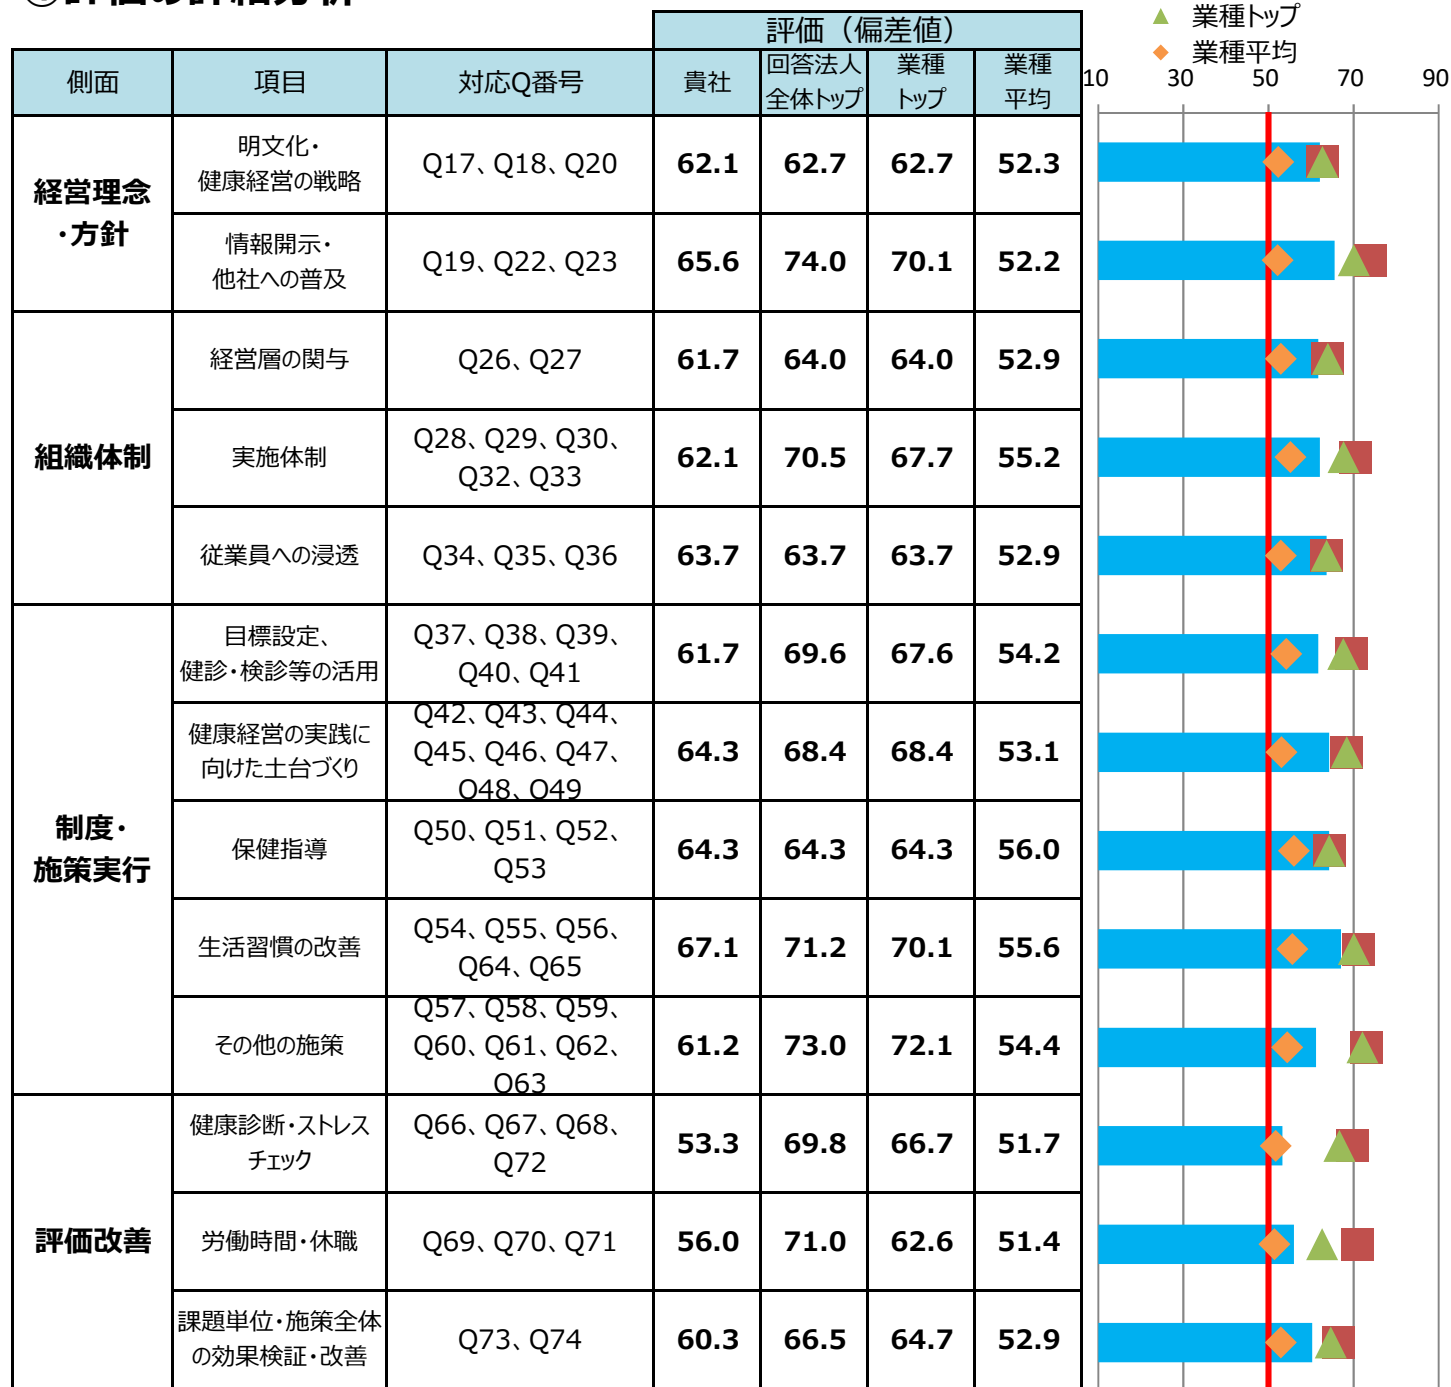 ②評価の詳細分析
評価（偏差値）
▲ 業種トップ
◆ 業種平均
側面 項目 対応Q番号 貴社 回答法人全体トップ 業種トップ 業種平均
10 30 50 70 90
経営理念・方針
明文化・健康経営の戦略 Q17、Q18、Q20 62.1 62.7 62.7 52.3
情報開示・他社への普及 Q19、Q22、Q23 65.6 74.0 70.1 52.2
組織体制
経営層の関与 Q26、Q27 61.7 64.0 64.0 52.9
実施体制 Q28、Q29、Q30、Q32、Q33 62.1 70.5 67.7 55.2
従業員への浸透 Q34、Q35、Q36 63.7 63.7 63.7 52.9
制度・施策実行
目標設定、健診・検診等の活用 Q37、Q38、Q39、Q40、Q41 61.7 69.6 67.6 54.2
健康経営の実践に向けた土台づくり Q42、Q43、Q44、Q45、Q46、Q47、Q48、Q49 64.3 68.4 68.4 53.1
保健指導 Q50、Q51、Q52、Q53 64.3 64.3 64.3 56.0
生活習慣の改善 Q54、Q55、Q56、Q64、Q65 67.1 71.2 70.1 55.6
その他の施策 Q57、Q58、Q59、Q60、Q61、Q62、Q63 61.2 73.0 72.1 54.4
評価改善
健康診断・ストレスチェック Q66、Q67、Q68、Q72 53.3 69.8 66.7 51.7
労働時間・休職 Q69、Q70、Q71 56.0 71.0 62.6 51.4
課題単位・施策全体の効果検証・改善 Q73、Q74 60.3 66.5 64.7 52.9